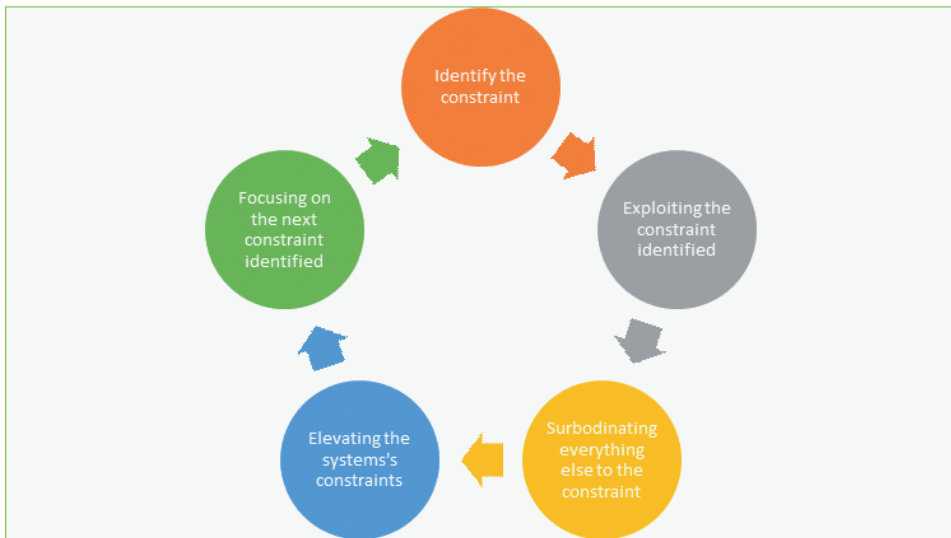 Identify the
constraint
Exploiting the
constraint
identified
Surbodinating
everything
else to the
constraint
Elevating the
systems's
constraints
Focusing on
the next
constraint
identified